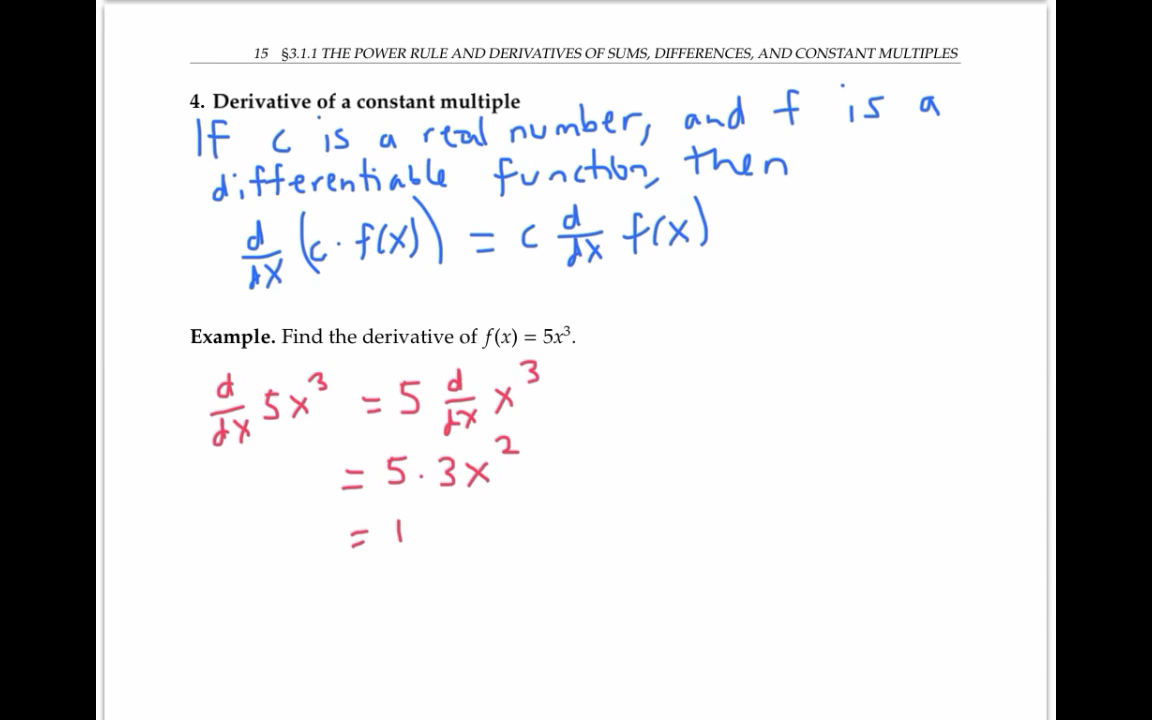 15 §3.1.1 THE POWER RULE AND DERIVATIVES OF SUMS, DIFFERENCES, AND CONSTANT MULTIPLES
4. Derivative of a constant multiple
If c is a real number, and f is a
differentiable function, then
d/dx (c · f(x)) = c d/dx f(x)
Example. Find the derivative of f(x) = 5x³.
d/dx 5x³ = 5 d/dx x³
= 5 · 3x²
= 1